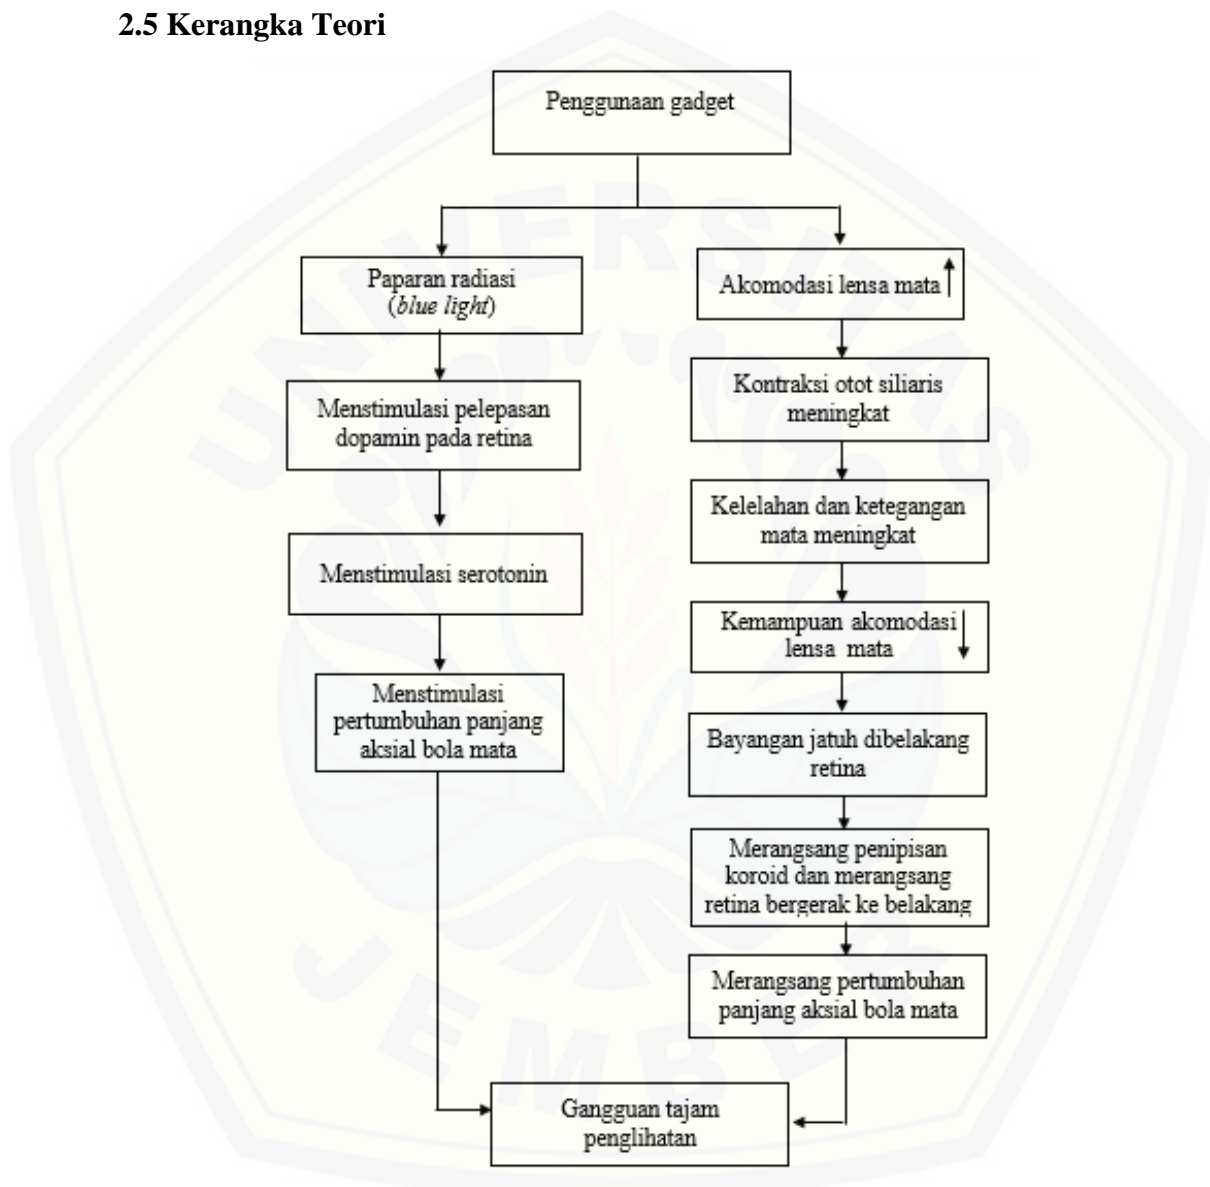 2.5 Kerangka Teori
Penggunaan gadget
Paparan radiasi
(blue light)
Menstimulasi pelepasan
dopamin pada retina
Menstimulasi serotonin
Menstimulasi
pertumbuhan panjang
aksial bola mata
Akomodasi lensa mata
Kontraksi otot siliaris
meningkat
Kelelahan dan ketegangan
mata meningkat
Kemampuan akomodasi
lensa mata
Bayangan jatuh dibelakang
retina
Merangsang penipisan
koroid dan merangsang
retina bergerak ke belakang
Merangsang pertumbuhan
panjang aksial bola mata
Gangguan tajam
penglihatan
UNIVERSITAS
JEMBER